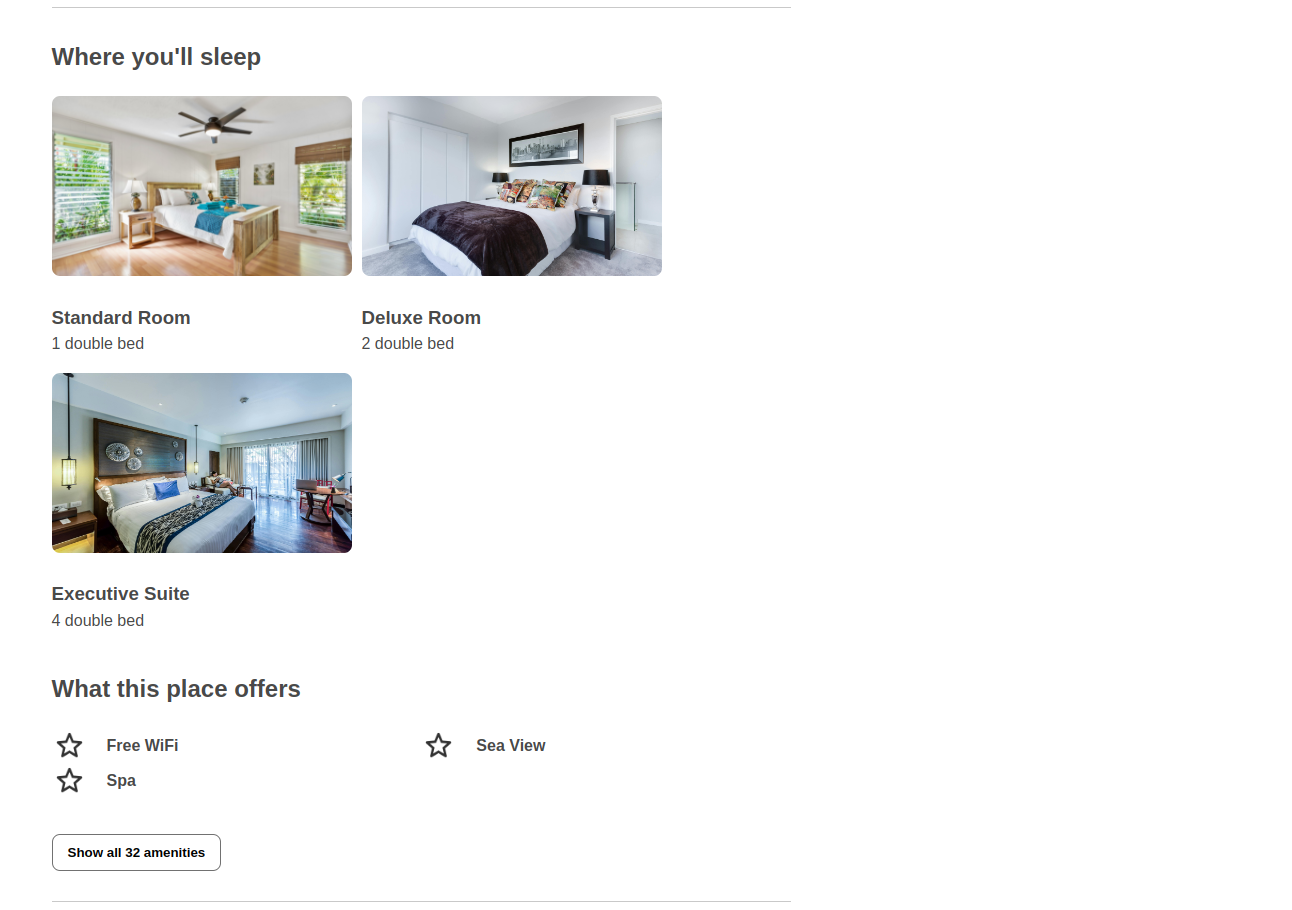 Where you'll sleep
Standard Room
1 double bed
Deluxe Room
2 double bed
Executive Suite
4 double bed
What this place offers
Free WiFi
Sea View
Spa
Show all 32 amenities